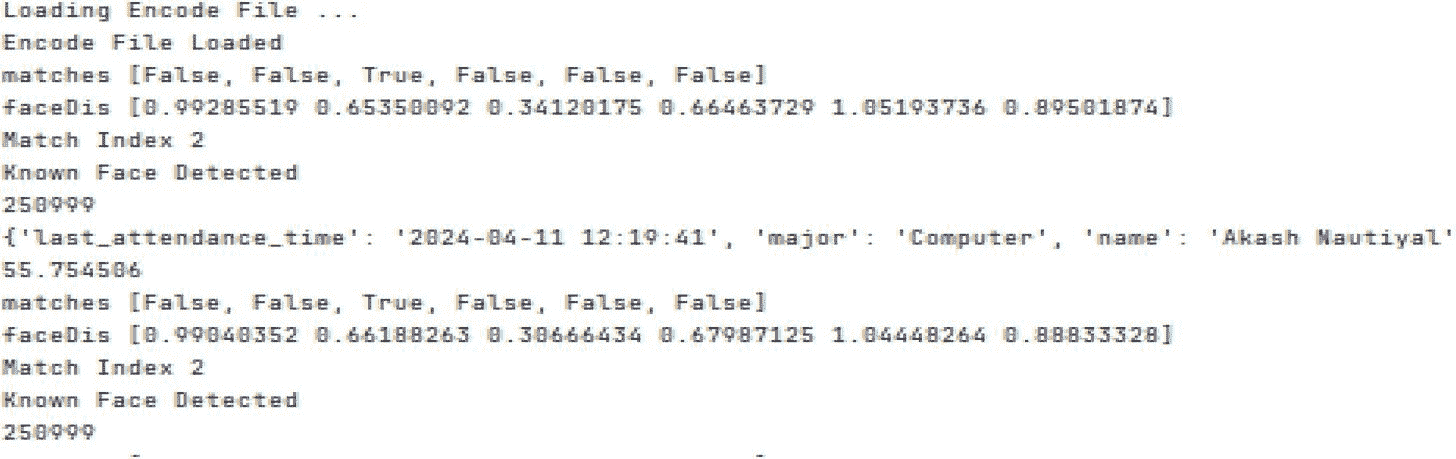 Loading Encode File ...
Encode File Loaded
matches [False, False, True, False, False, False]
faceDis [0.99285519 0.65350092 0.34120175 0.66463729 1.05193736 0.89501874]
Match Index 2
Known Face Detected
250999
{'last_attendance_time': '2024-04-11 12:19:41', 'major': 'Computer', 'name': 'Akash Nautiyal'
55.754506
matches [False, False, True, False, False, False]
faceDis [0.99040352 0.66188263 0.30666434 0.67987125 1.04448264 0.88833328]
Match Index 2
Known Face Detected
250999